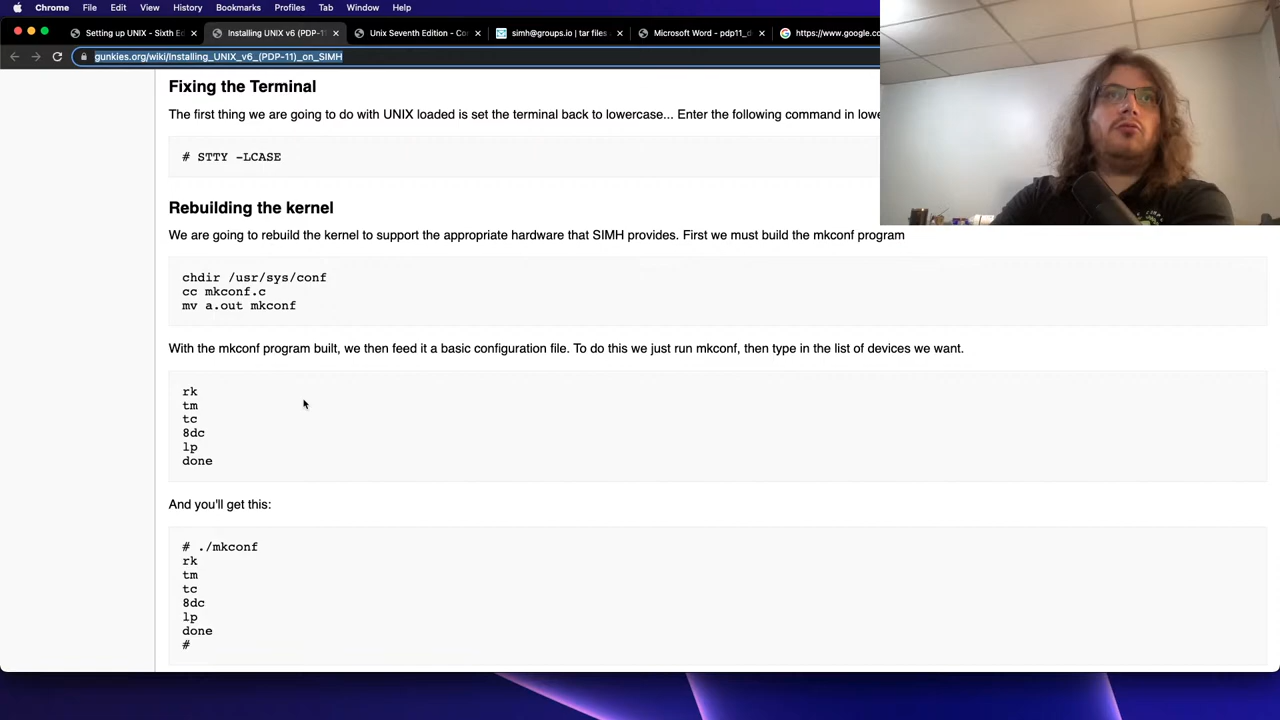 Chrome File Edit View History Bookmarks Profiles Tab Window Help
Setting up UNIX - Sixth Ed
Installing UNIX v6 (PDP-11
Unix Seventh Edition - Co
simh@groups.io | tar files
Microsoft Word - pdp11_d
https://www.google.co
gunkies.org/wiki/Installing_UNIX_v6_(PDP-11)_on_SIMH
Fixing the Terminal
The first thing we are going to do with UNIX loaded is set the terminal back to lowercase... Enter the following command in lowe
# STTY -LCASE
Rebuilding the kernel
We are going to rebuild the kernel to support the appropriate hardware that SIMH provides. First we must build the mkconf program
chdir /usr/sys/conf
cc mkconf.c
mv a.out mkconf
With the mkconf program built, we then feed it a basic configuration file. To do this we just run mkconf, then type in the list of devices we want.
rk
tm
tc
8dc
lp
done
And you'll get this:
# ./mkconf
rk
tm
tc
8dc
lp
done
#